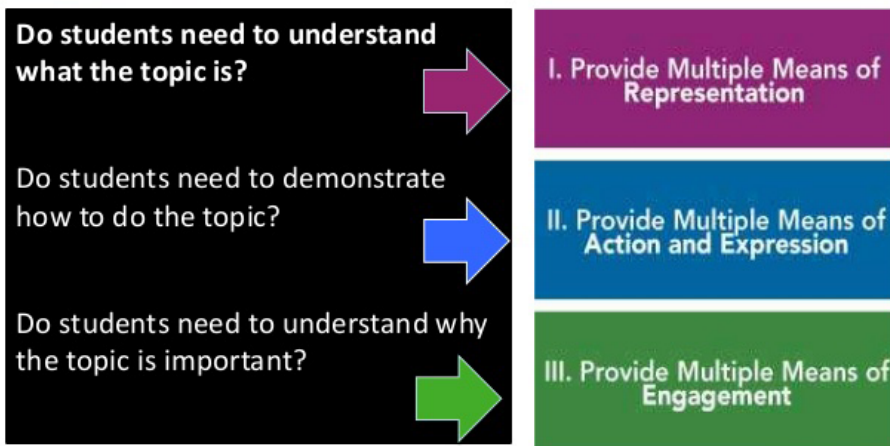 Do students need to understand
what the topic is?
I. Provide Multiple Means of
Representation
Do students need to demonstrate
how to do the topic?
II. Provide Multiple Means of
Action and Expression
Do students need to understand why
the topic is important?
III. Provide Multiple Means of
Engagement